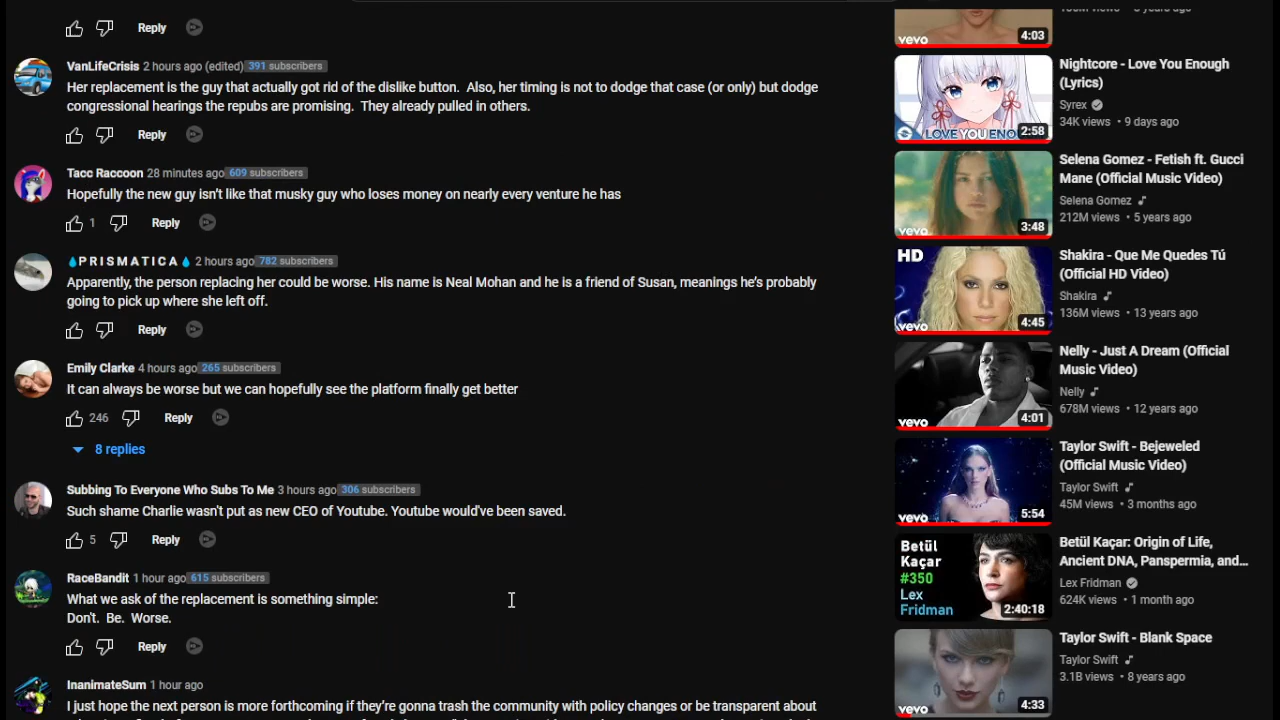 Reply
VanLifeCrisis 2 hours ago (edited) 391 subscribers
Her replacement is the guy that actually got rid of the dislike button.  Also, her timing is not to dodge that case (or only) but dodge
congressional hearings the repubs are promising.  They already pulled in others.
Reply
Tacc Raccoon 28 minutes ago 609 subscribers
Hopefully the new guy isn't like that musky guy who loses money on nearly every venture he has
1 Reply
💧P R I S M A T I C A💧 2 hours ago 782 subscribers
Apparently, the person replacing her could be worse. His name is Neal Mohan and he is a friend of Susan, meanings he's probably
going to pick up where she left off.
Reply
Emily Clarke 4 hours ago 265 subscribers
It can always be worse but we can hopefully see the platform finally get better
246 Reply
8 replies
Subbing To Everyone Who Subs To Me 3 hours ago 306 subscribers
Such shame Charlie wasn't put as new CEO of Youtube. Youtube would've been saved.
5 Reply
RaceBandit 1 hour ago 615 subscribers
What we ask of the replacement is something simple:
Don't.  Be.  Worse.
Reply
InanimateSum 1 hour ago
I just hope the next person is more forthcoming if they're gonna trash the community with policy changes or be transparent about
vevo
4:03
LOVE YOU
2:58
Nightcore - Love You Enough
(Lyrics)
Syrex
34K views • 9 days ago
vevo
3:48
Selena Gomez - Fetish ft. Gucci
Mane (Official Music Video)
Selena Gomez
212M views • 5 years ago
HD
vevo
4:45
Shakira - Que Me Quedes Tú
(Official HD Video)
Shakira
136M views • 13 years ago
vevo
4:01
Nelly - Just A Dream (Official
Music Video)
Nelly
678M views • 12 years ago
vevo
5:54
Taylor Swift - Bejeweled
(Official Music Video)
Taylor Swift
45M views • 3 months ago
Betül
Kaçar
#350
Lex
Fridman
2:40:18
Betül Kaçar: Origin of Life,
Ancient DNA, Panspermia, and...
Lex Fridman
624K views • 1 month ago
vevo
4:33
Taylor Swift - Blank Space
Taylor Swift
3.1B views • 8 years ago